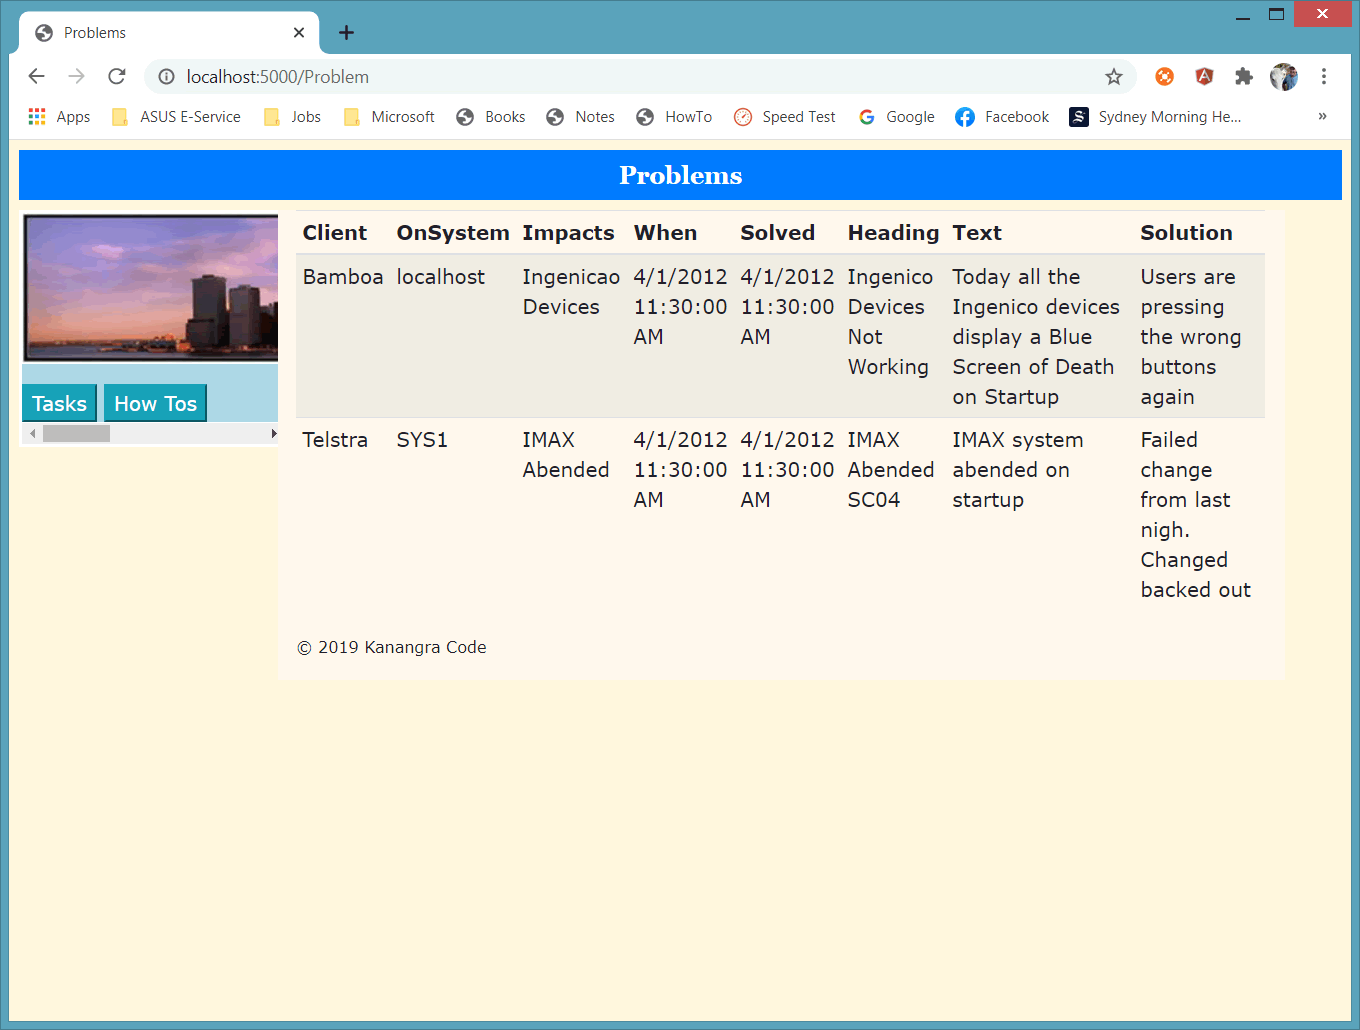 Problems
localhost:5000/Problem
Apps ASUS E-Service Jobs Microsoft Books Notes HowTo Speed Test Google Facebook Sydney Morning He... »
Problems
Tasks How Tos
Client OnSystem Impacts When Solved Heading Text Solution
Bamboa localhost Ingenicao 4/1/2012 4/1/2012 Ingenico Today all the Users are
Devices 11:30:00 11:30:00 Devices Ingenico devices pressing
AM AM Not display a Blue the wrong
Working Screen of Death buttons
on Startup again
Telstra SYS1 IMAX 4/1/2012 4/1/2012 IMAX IMAX system Failed
Abended 11:30:00 11:30:00 Abended abended on change
AM AM SC04 startup from last
nigh.
Changed
backed out
© 2019 Kanangra Code